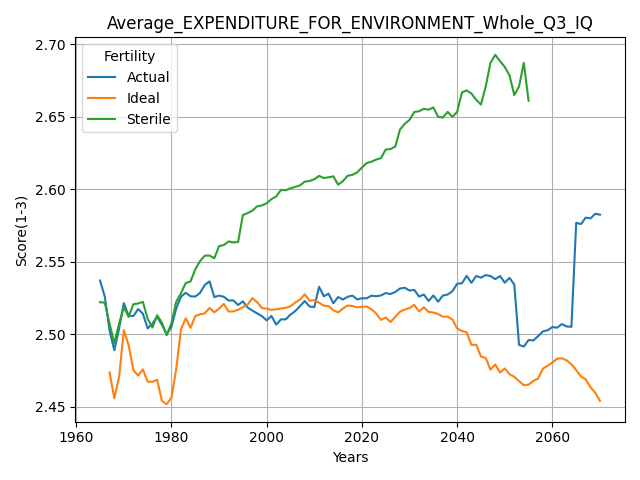 Average_EXPENDITURE_FOR_ENVIRONMENT_Whole_Q3_IQ
Fertility
Actual
Ideal
Sterile
2.70
2.65
2.60
2.55
2.50
2.45
Score(1-3)
1960 1980 2000 2020 2040 2060
Years